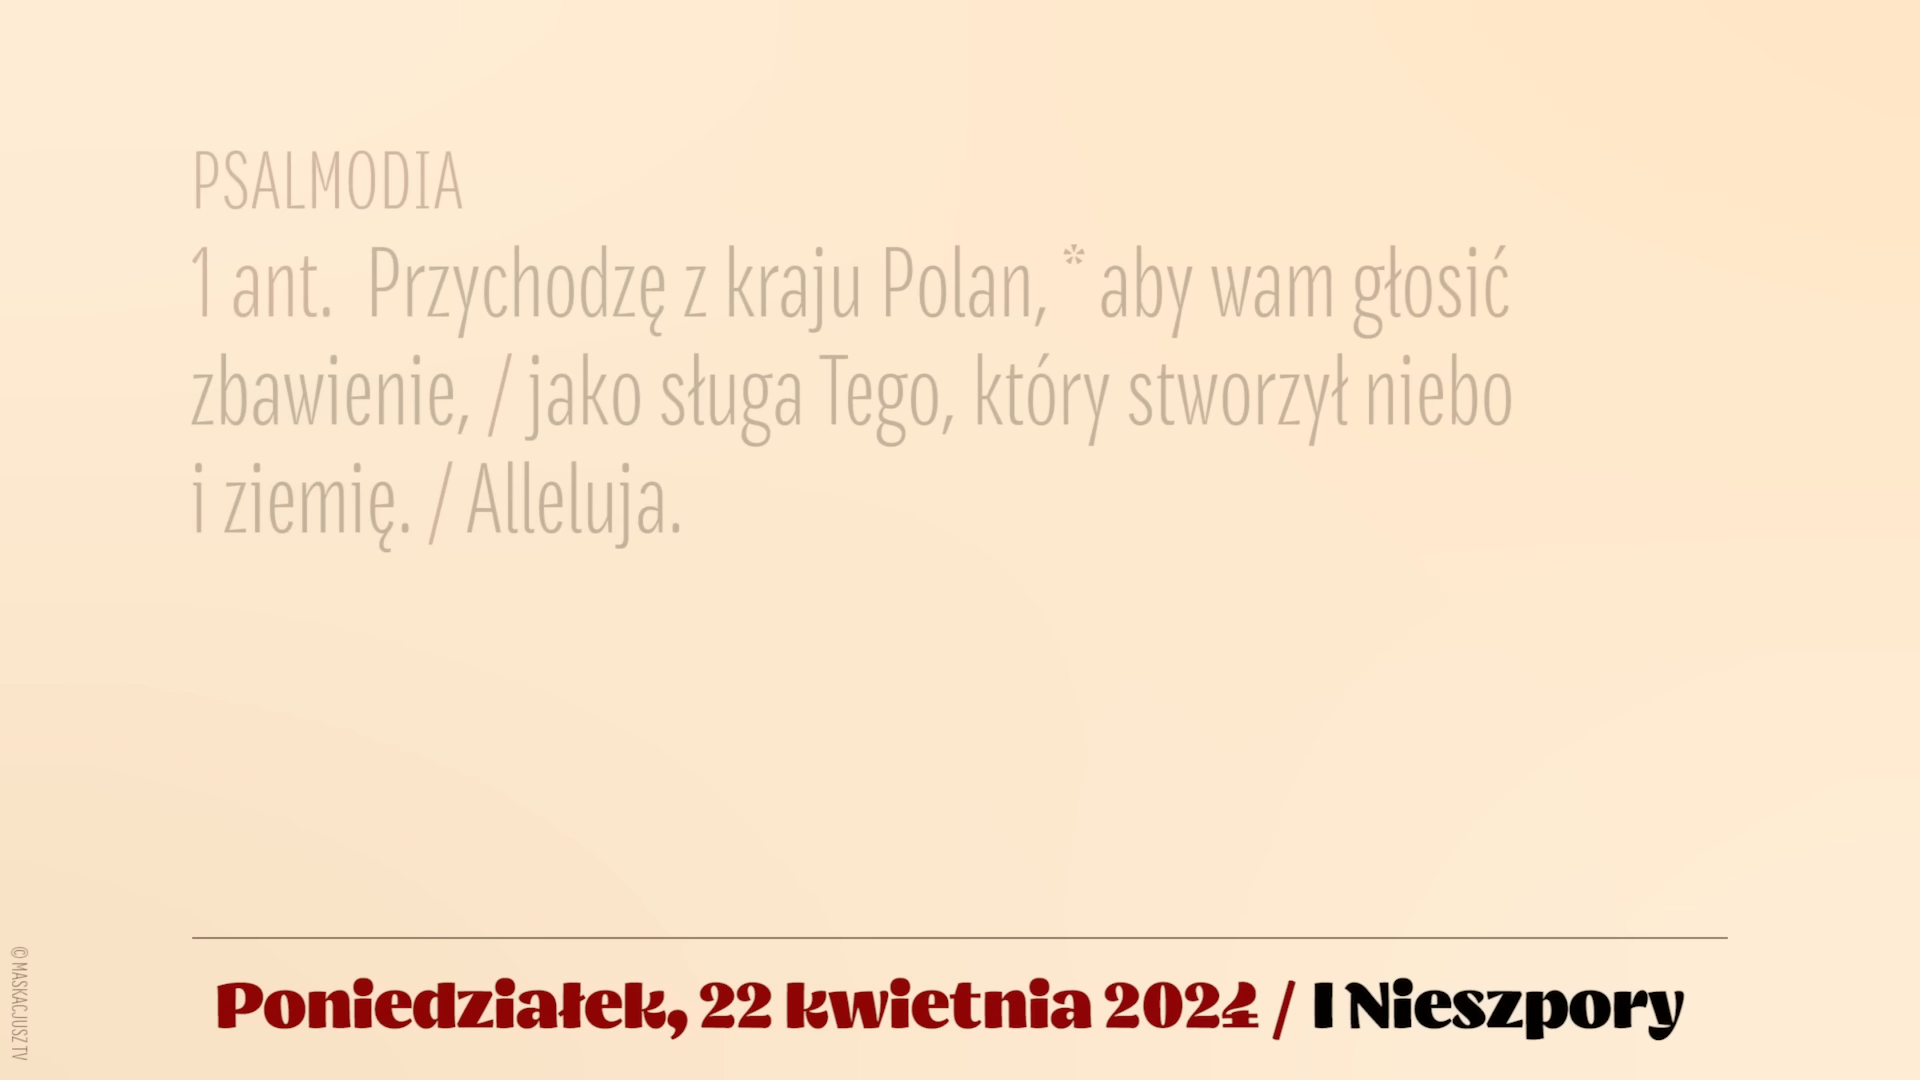 PSALMODIA
1 ant. Przychodzę z kraju Polan, * aby wam głosić
zbawienie, / jako sługa Tego, który stworzył niebo
i ziemię. / Alleluja.
Poniedziałek, 22 kwietnia 2024 / I Nieszpory
© MASKACJUSZ TV